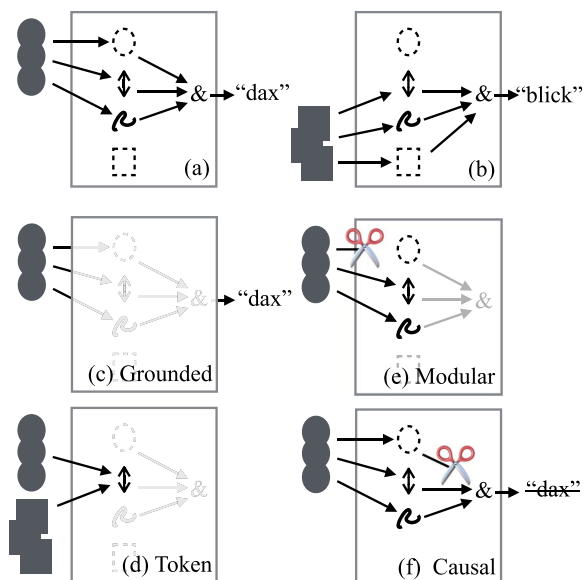 & “dax”
(a)
& “blick”
(b)
& “dax”
(c) Grounded
&
(e) Modular
&
(d) Token
& “dax”
(f) Causal